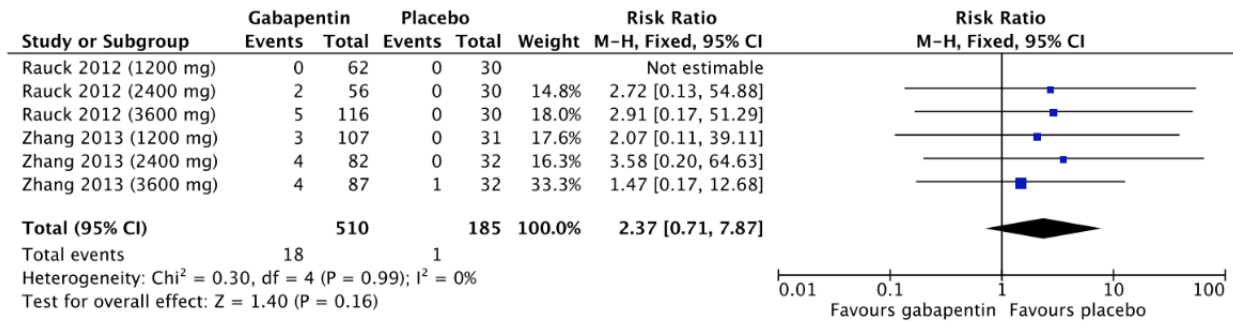 Gabapentin Placebo Risk Ratio Risk Ratio
Study or Subgroup Events Total Events Total Weight M-H, Fixed, 95% CI M-H, Fixed, 95% CI
Rauck 2012 (1200 mg) 0 62 0 30 Not estimable
Rauck 2012 (2400 mg) 2 56 0 30 14.8% 2.72 [0.13, 54.88]
Rauck 2012 (3600 mg) 5 116 0 30 18.0% 2.91 [0.17, 51.29]
Zhang 2013 (1200 mg) 3 107 0 31 17.6% 2.07 [0.11, 39.11]
Zhang 2013 (2400 mg) 4 82 0 32 16.3% 3.58 [0.20, 64.63]
Zhang 2013 (3600 mg) 4 87 1 32 33.3% 1.47 [0.17, 12.68]
Total (95% CI) 510 185 100.0% 2.37 [0.71, 7.87]
Total events 18 1
Heterogeneity: Chi² = 0.30, df = 4 (P = 0.99); I² = 0%
Test for overall effect: Z = 1.40 (P = 0.16)
0.01 0.1 1 10 100
Favours gabapentin Favours placebo